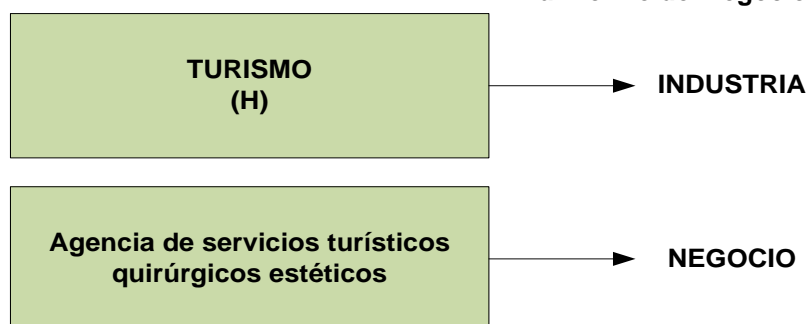 TURISMO
(H)
INDUSTRIA
Agencia de servicios turísticos
quirúrgicos estéticos
NEGOCIO